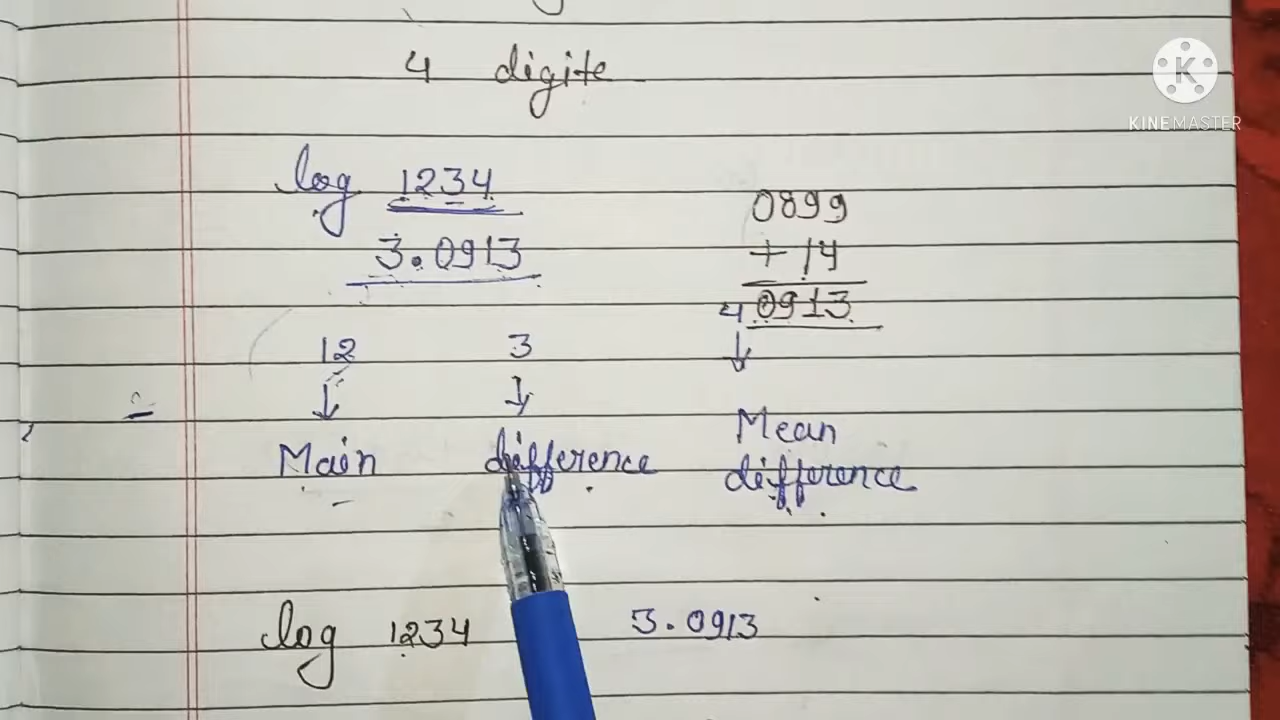 4 digite
log 1234
3.0913
0899
+ 14
0913
12 3 4
Main difference Mean difference
log 1234 3.0913
K
KINEMASTER